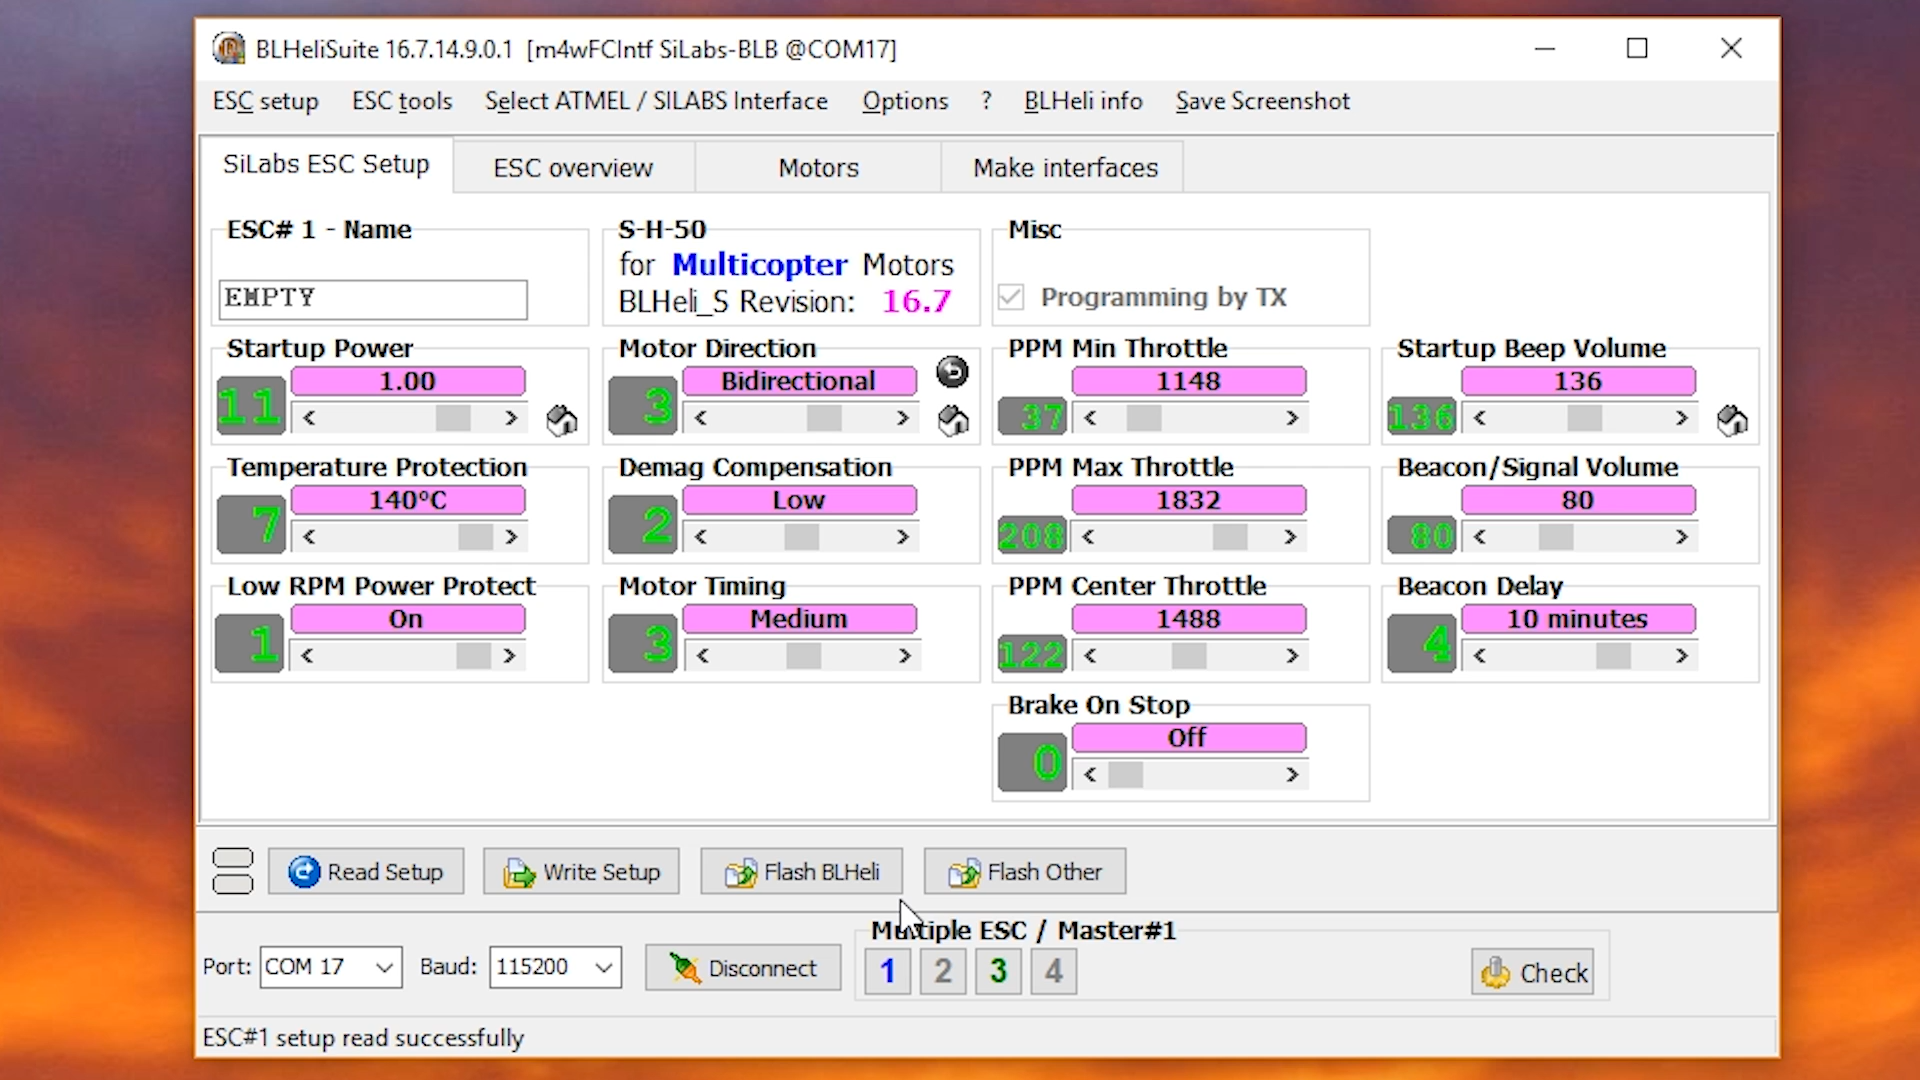 BLHeliSuite 16.7.14.9.0.1 [m4wFCIntf SiLabs-BLB @COM17]
ESC setup ESC tools Select ATMEL / SILABS Interface Options ? BLHeli info Save Screenshot
SiLabs ESC Setup ESC overview Motors Make interfaces
ESC# 1 - Name
EMPTY
S-H-50
for Multicopter Motors
BLHeli_S Revision: 16.7
Misc
Programming by TX
Startup Power
1.00
11
Motor Direction
Bidirectional
3
PPM Min Throttle
1148
37
Startup Beep Volume
136
136
Temperature Protection
140ºC
7
Demag Compensation
Low
2
PPM Max Throttle
1832
208
Beacon/Signal Volume
80
80
Low RPM Power Protect
On
1
Motor Timing
Medium
3
PPM Center Throttle
1488
122
Beacon Delay
10 minutes
4
Brake On Stop
Off
0
Read Setup Write Setup Flash BLHeli Flash Other
Multiple ESC / Master#1
Port: COM 17 Baud: 115200 Disconnect 1 2 3 4 Check
ESC#1 setup read successfully